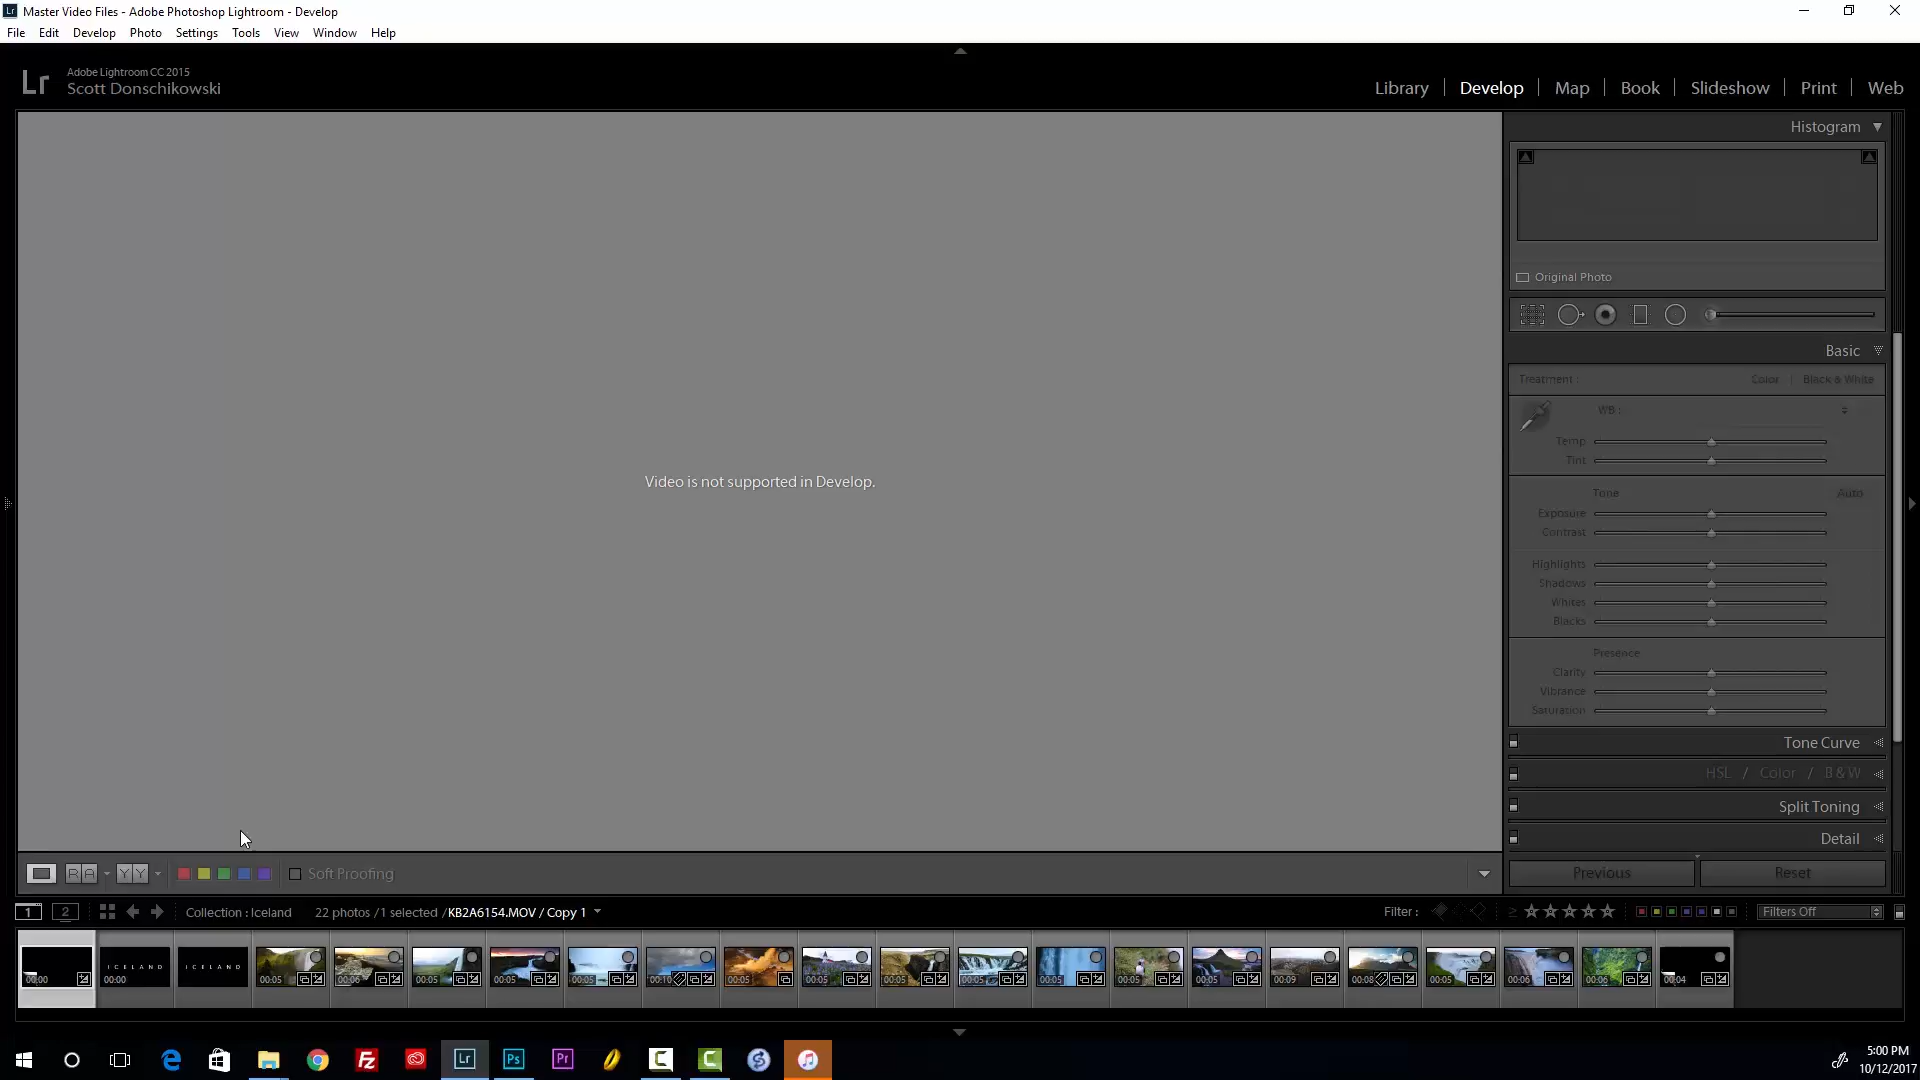 Master Video Files - Adobe Photoshop Lightroom - Develop
File Edit Develop Photo Settings Tools View Window Help
Lr Adobe Lightroom CC 2015
Scott Donschikowski
Library Develop Map Book Slideshow Print Web
Histogram
Original Photo
Basic
Treatment : Color Black & White
WB :
Temp
Tint
Video is not supported in Develop.
Tone Auto
Exposure
Contrast
Highlights
Shadows
Whites
Blacks
Presence
Clarity
Vibrance
Saturation
Tone Curve
HSL / Color / B & W
Split Toning
Detail
R A Y Y Soft Proofing
Previous Reset
1 2 Collection : Iceland 22 photos / 1 selected / KB2A6154.MOV / Copy 1 Filter : ≥ Filters Off
ICELAND ICELAND
00:00 00:00 00:05 00:06 00:05 00:05 00:05 00:10 00:05 00:05 00:05 00:05 00:05 00:05 00:05 00:09 00:08 00:05 00:06 00:06 00:04
Fz Lr Ps Pr C C S
5:00 PM
10/12/2017